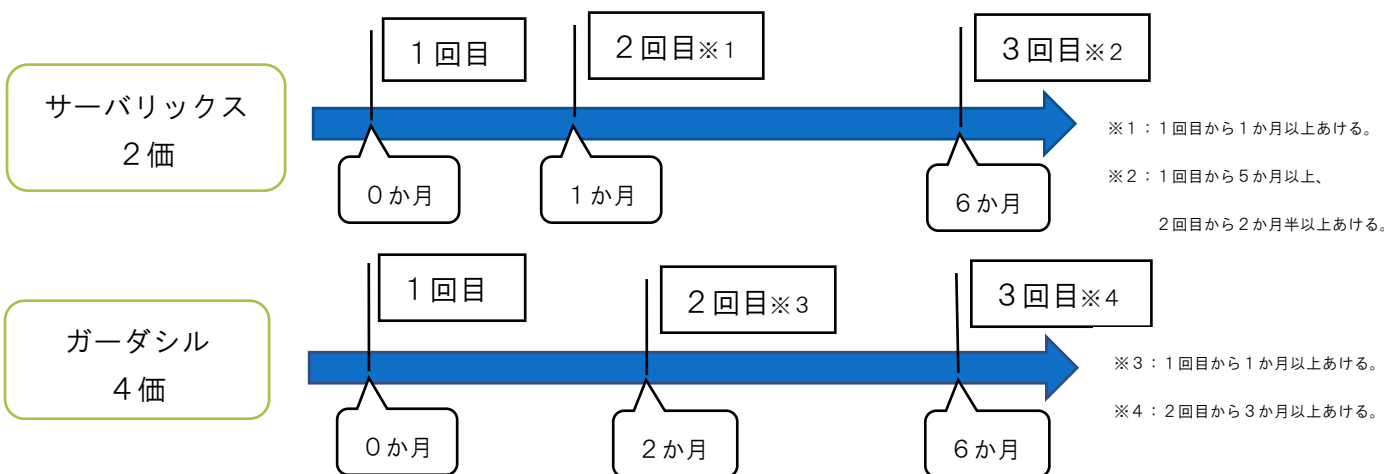 サーバリックス
２価
１回目
２回目※１
３回目※２
０か月
１か月
６か月
※１：１回目から１か月以上あける。
※２：１回目から５か月以上、
２回目から２か月半以上あける。
ガーダシル
４価
１回目
２回目※３
３回目※４
０か月
２か月
６か月
※３：１回目から１か月以上あける。
※４：２回目から３か月以上あける。